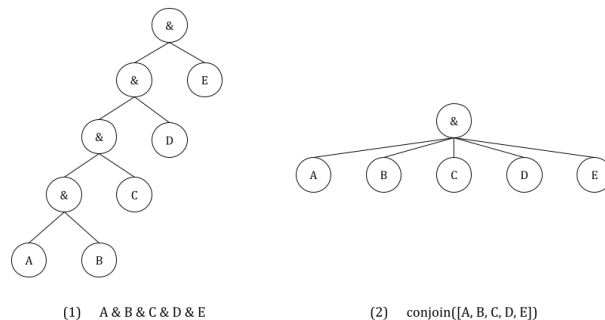 &
& E
& D
& C
A B
&
A B C D E
(1) A & B & C & D & E
(2) conjoin([A, B, C, D, E])